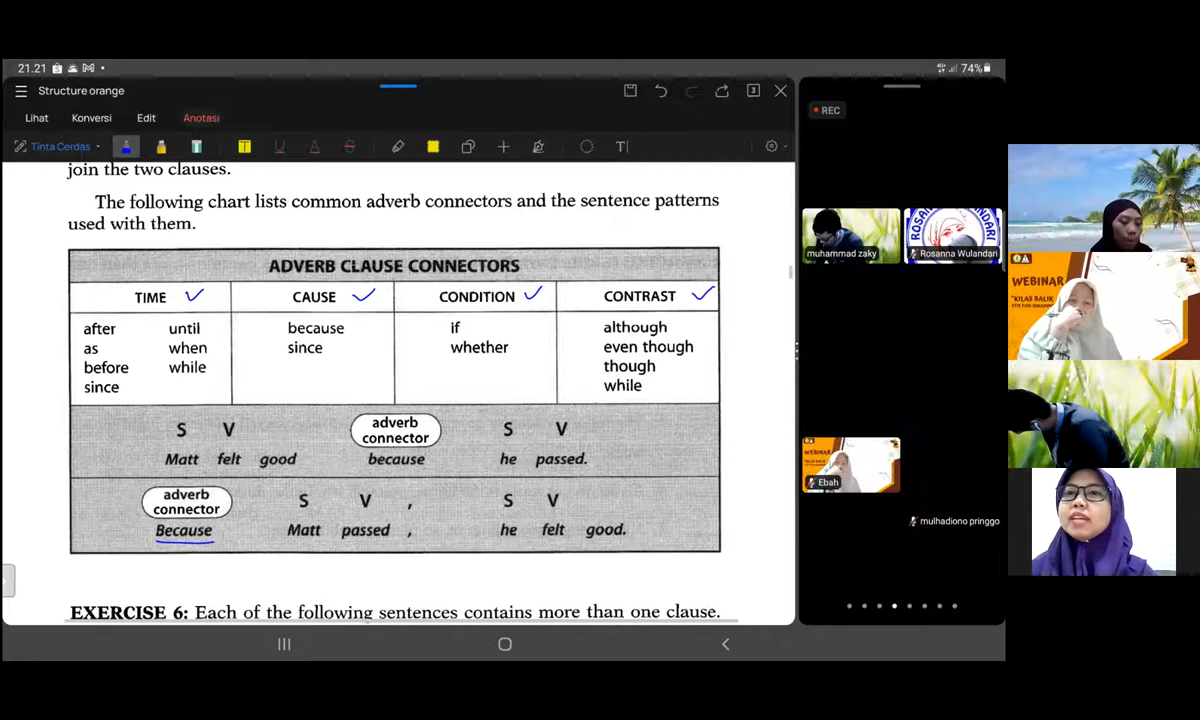 21.21
74%
Structure orange
3
Lihat
Konversi
Edit
Anotasi
Tinta Cerdas
T
T|
join the two clauses.
The following chart lists common adverb connectors and the sentence patterns
used with them.
ADVERB CLAUSE CONNECTORS
TIME CAUSE CONDITION CONTRAST
after until because if although
as when since whether even though
before while though
since while
S V adverb connector S V
Matt felt good because he passed.
adverb connector S V , S V
Because Matt passed , he felt good.
EXERCISE 6: Each of the following sentences contains more than one clause.
REC
muhammad zaky
Rosanna Wulandari
WEBINAR
Ebah
mulhadiono pringgo
WEBINAR
"KILAS BALIK